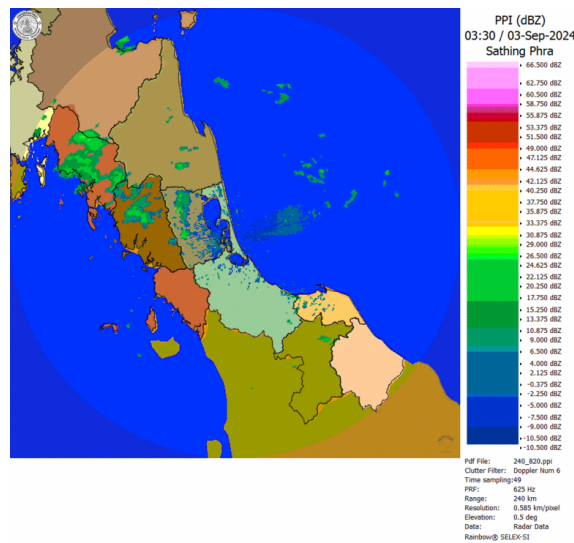 PPI (dBZ)
03:30 / 03-Sep-2024
Sathing Phra
66.500 dBZ
62.750 dBZ
60.500 dBZ
58.750 dBZ
55.875 dBZ
53.375 dBZ
51.500 dBZ
49.000 dBZ
47.125 dBZ
44.625 dBZ
42.125 dBZ
40.250 dBZ
37.750 dBZ
35.875 dBZ
33.375 dBZ
30.875 dBZ
29.000 dBZ
26.500 dBZ
24.625 dBZ
22.125 dBZ
20.250 dBZ
17.750 dBZ
15.250 dBZ
13.375 dBZ
10.875 dBZ
9.000 dBZ
6.500 dBZ
4.000 dBZ
2.125 dBZ
-0.375 dBZ
-2.250 dBZ
-5.000 dBZ
-7.500 dBZ
-9.000 dBZ
-10.500 dBZ
-10.500 dBZ
Pdf File: 240_820.ppi
Clutter Filter: Doppler Num 6
Time sampling:49
PRF: 625 Hz
Range: 240 km
Resolution: 0.585 km/pixel
Elevation: 0.5 deg
Data: Radar Data
Rainbow® SELEX-SI